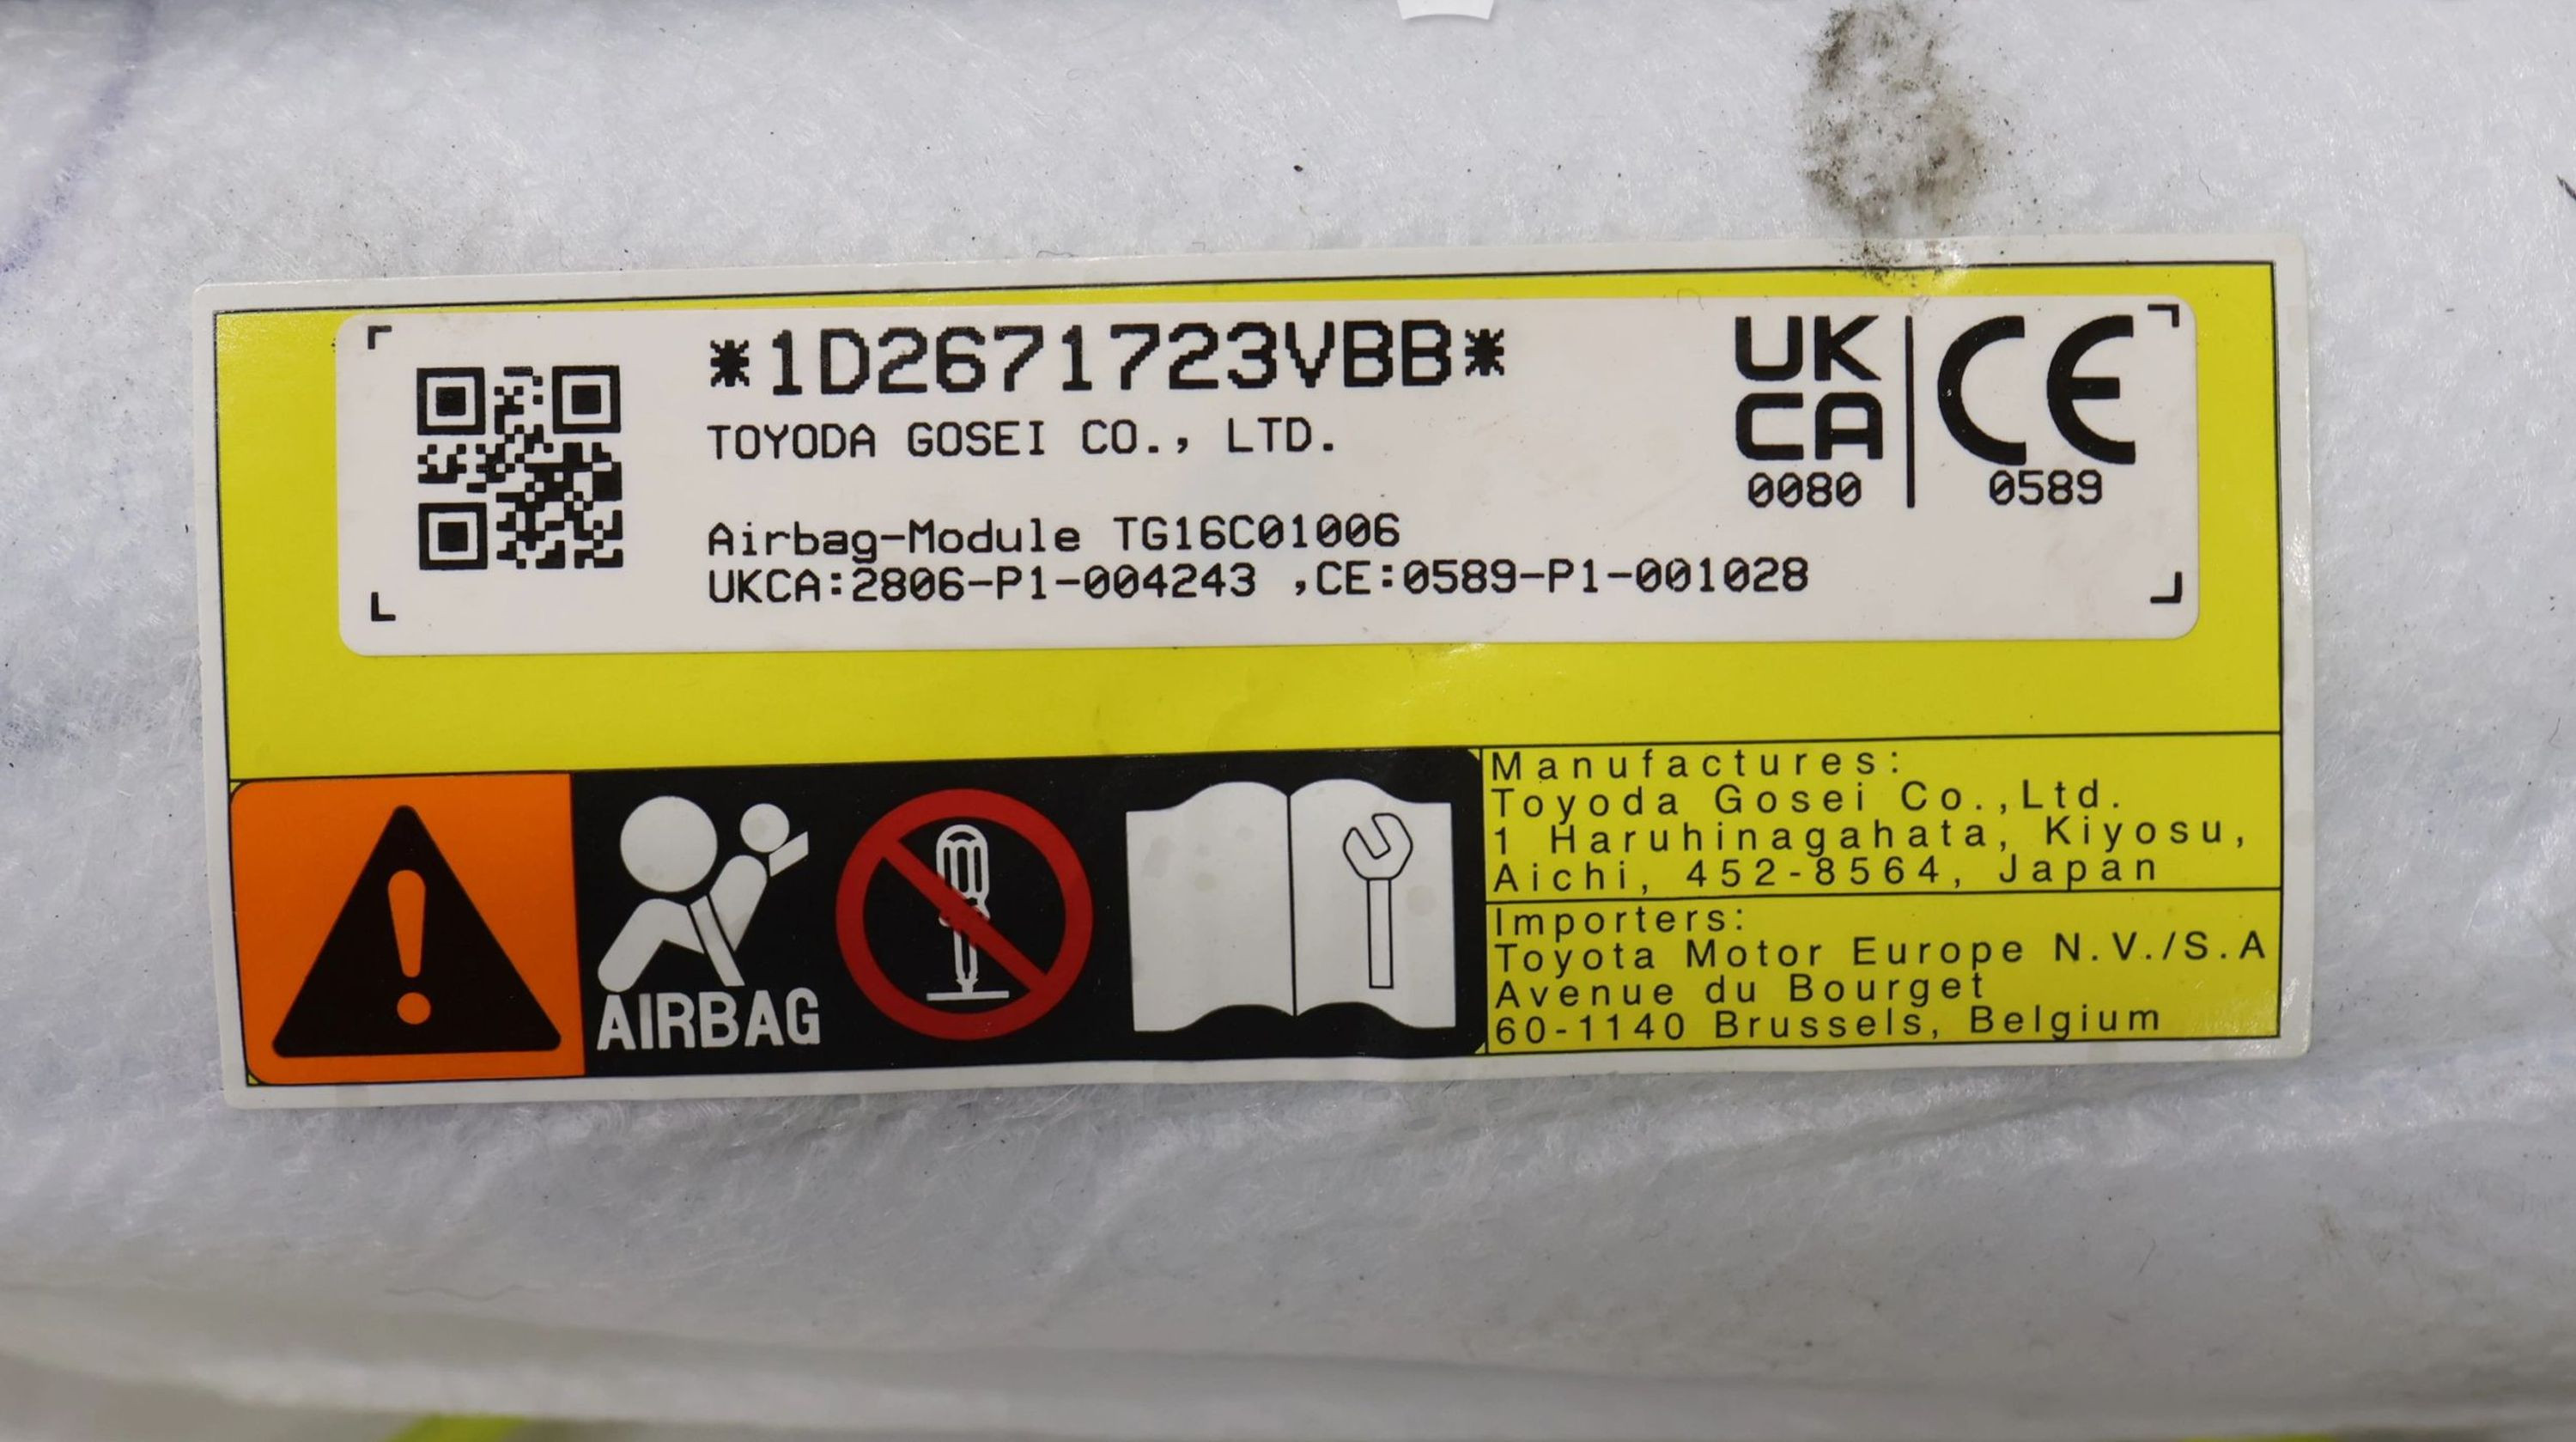 *1D2671723VBB*
TOYODA GOSEI CO., LTD.
UK
CA
0080
CE
0589
Airbag-Module TG16C01006
UKCA:2806-P1-004243 ,CE:0589-P1-001028
AIRBAG
Manufactures:
Toyoda Gosei Co.,Ltd.
1 Haruhinagahata, Kiyosu,
Aichi, 452-8564, Japan
Importers:
Toyota Motor Europe N.V./S.A
Avenue du Bourget
60-1140 Brussels, Belgium